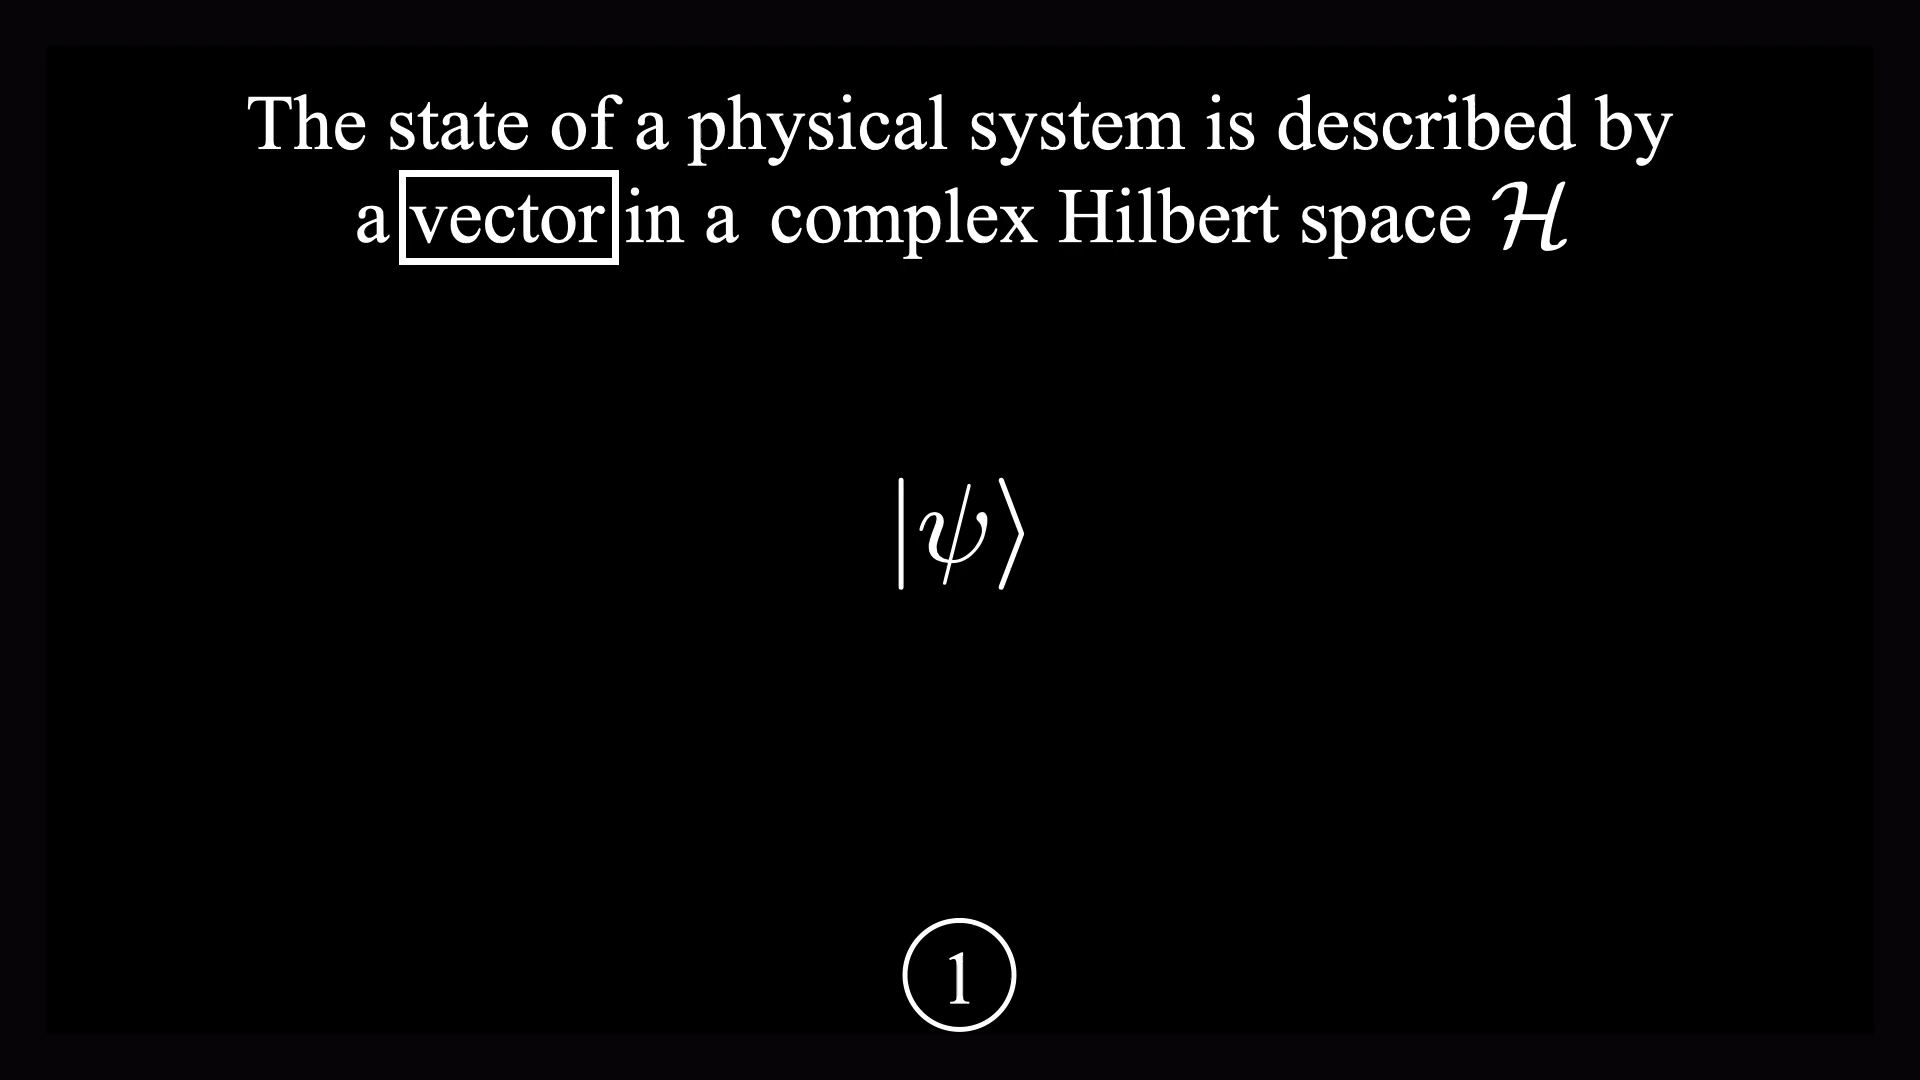 The state of a physical system is described by
a vector in a complex Hilbert space ℋ
|ψ⟩
1